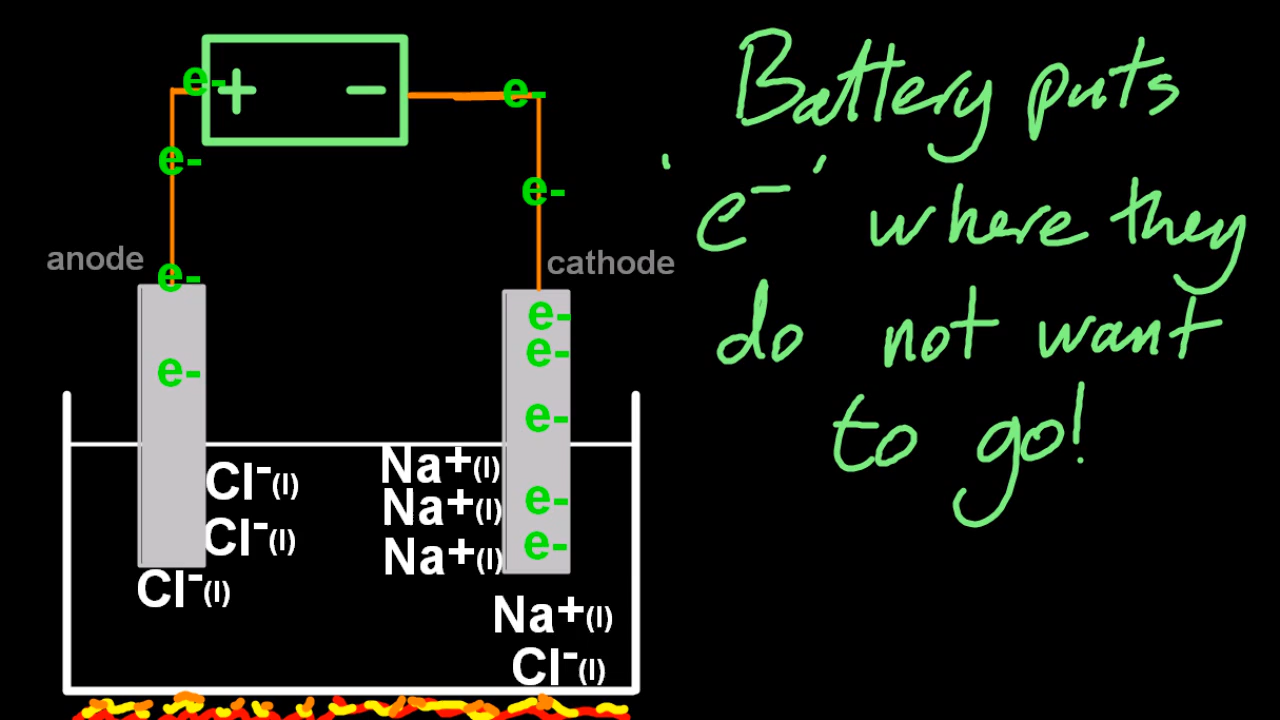 e-
+ −
e-
e-
e-
anode
e-
cathode
e-
e-
e-
e-
e-
e-
Cl⁻(l)
Cl⁻(l)
Cl⁻(l)
Na⁺(l)
Na⁺(l)
Na⁺(l)
Na⁺(l)
Cl⁻(l)
Battery puts
'e⁻' where they
do not want
to go!